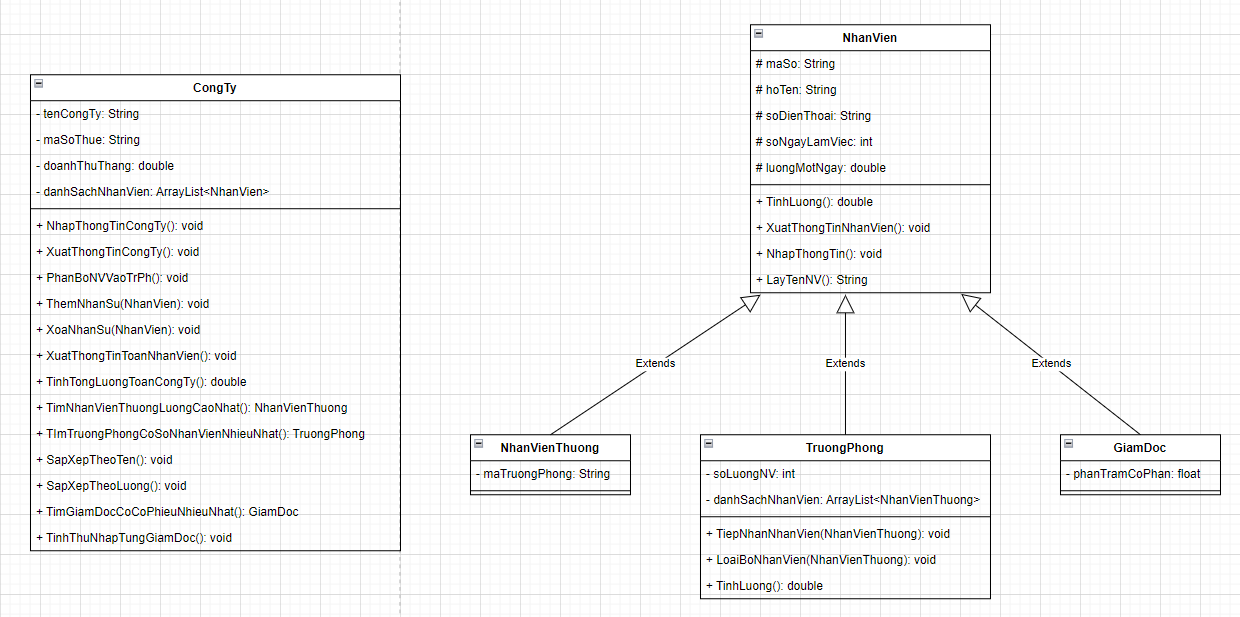 CongTy
- tenCongTy: String
- maSoThue: String
- doanhThuThang: double
- danhSachNhanVien: ArrayList<NhanVien>
+ NhapThongTinCongTy(): void
+ XuatThongTinCongTy(): void
+ PhanBoNVVaoTrPh(): void
+ ThemNhanSu(NhanVien): void
+ XoaNhanSu(NhanVien): void
+ XuatThongTinToanNhanVien(): void
+ TinhTongLuongToanCongTy(): double
+ TimNhanVienThuongLuongCaoNhat(): NhanVienThuong
+ TImTruongPhongCoSoNhanVienNhieuNhat(): TruongPhong
+ SapXepTheoTen(): void
+ SapXepTheoLuong(): void
+ TimGiamDocCoCoPhieuNhieuNhat(): GiamDoc
+ TinhThuNhapTungGiamDoc(): void
NhanVien
# maSo: String
# hoTen: String
# soDienThoai: String
# soNgayLamViec: int
# luongMotNgay: double
+ TinhLuong(): double
+ XuatThongTinNhanVien(): void
+ NhapThongTin(): void
+ LayTenNV(): String
Extends
Extends
Extends
NhanVienThuong
- maTruongPhong: String
TruongPhong
- soLuongNV: int
- danhSachNhanVien: ArrayList<NhanVienThuong>
+ TiepNhanNhanVien(NhanVienThuong): void
+ LoaiBoNhanVien(NhanVienThuong): void
+ TinhLuong(): double
GiamDoc
- phanTramCoPhan: float